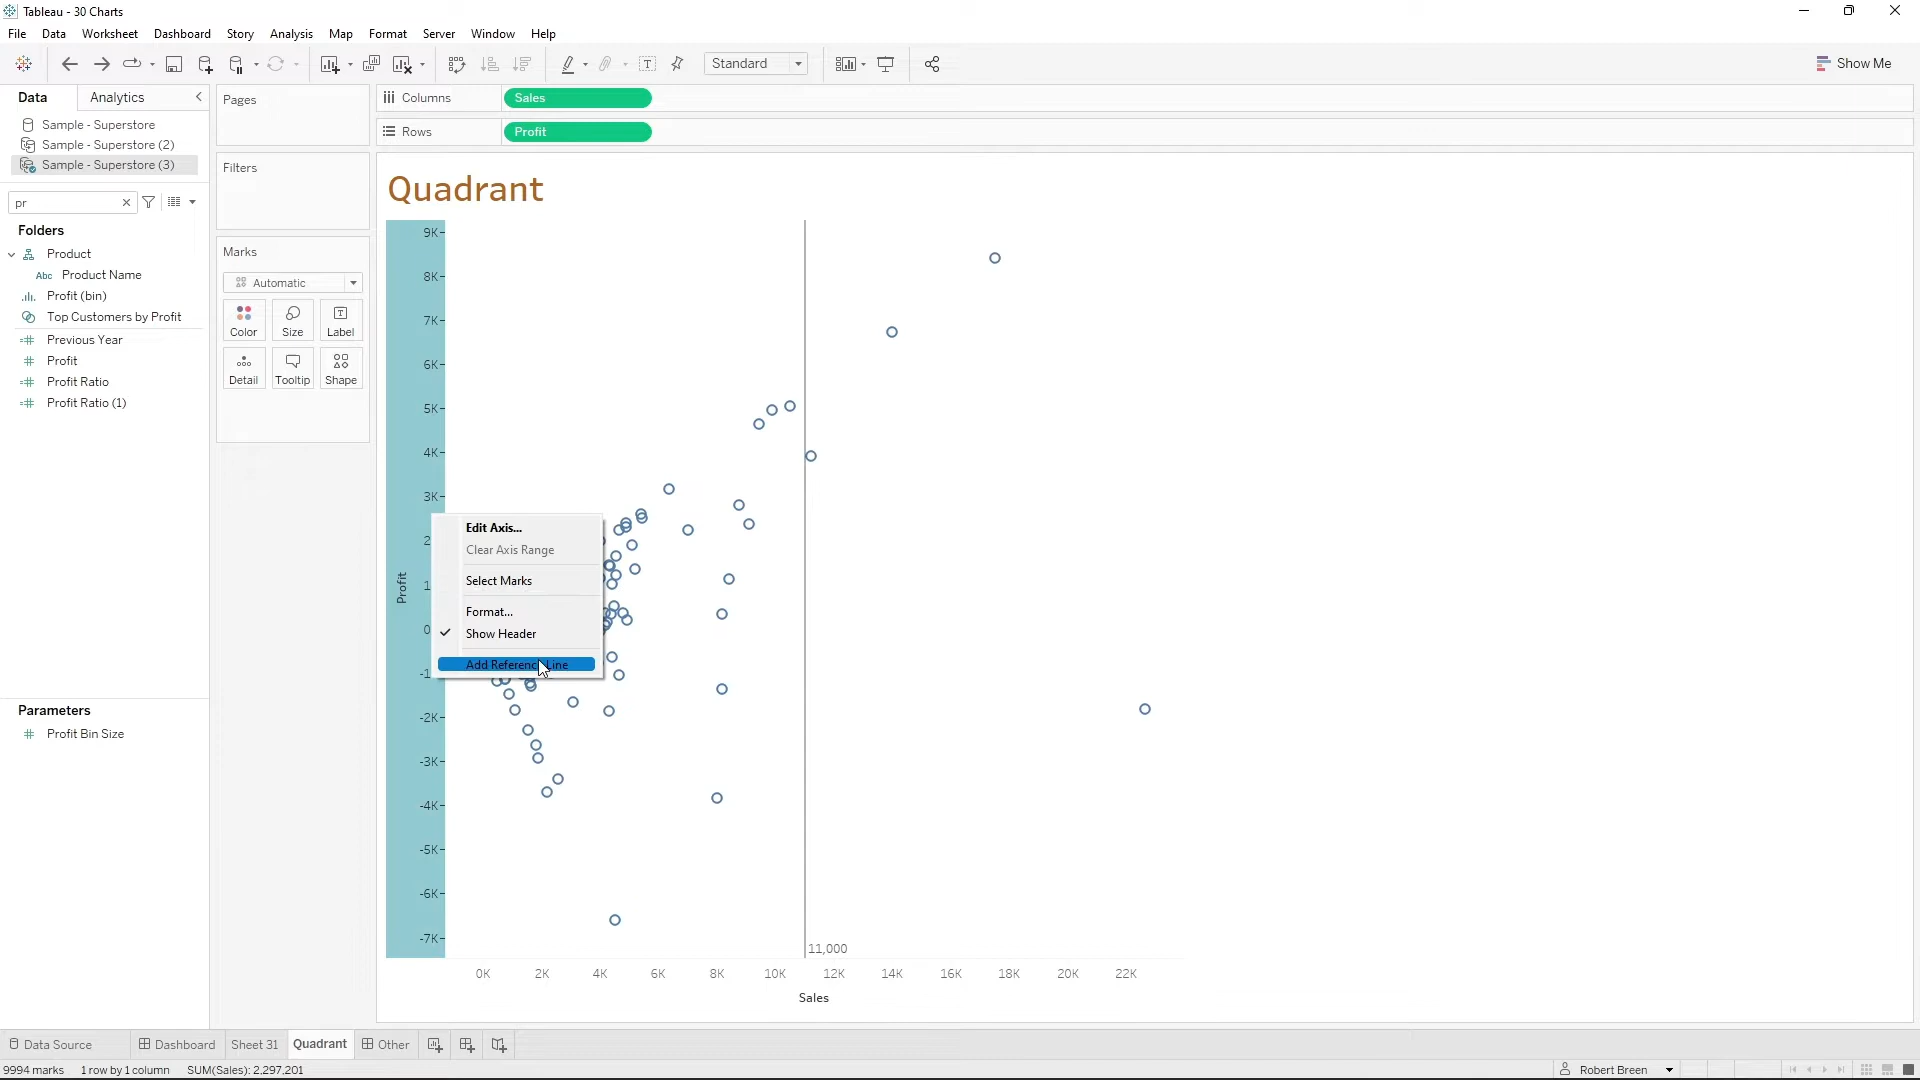 Tableau - 30 Charts
File Data Worksheet Dashboard Story Analysis Map Format Server Window Help
Standard
Show Me
Data Analytics
Pages
Columns
Sales
Sample - Superstore
Rows
Profit
Sample - Superstore (2)
Sample - Superstore (3)
Filters
Quadrant
pr
Folders
Product
Abc Product Name
Profit (bin)
Top Customers by Profit
Previous Year
Profit
Profit Ratio
Profit Ratio (1)
Marks
Automatic
Color Size Label
Detail Tooltip Shape
Parameters
Profit Bin Size
9K
8K
7K
6K
5K
4K
3K
2
1
0
-1
-2K
-3K
-4K
-5K
-6K
-7K
Profit
Edit Axis...
Clear Axis Range
Select Marks
Format...
Show Header
Add Reference Line
11,000
0K 2K 4K 6K 8K 10K 12K 14K 16K 18K 20K 22K
Sales
Data Source Dashboard Sheet 31 Quadrant Other
9994 marks 1 row by 1 column SUM(Sales): 2,297,201
Robert Breen